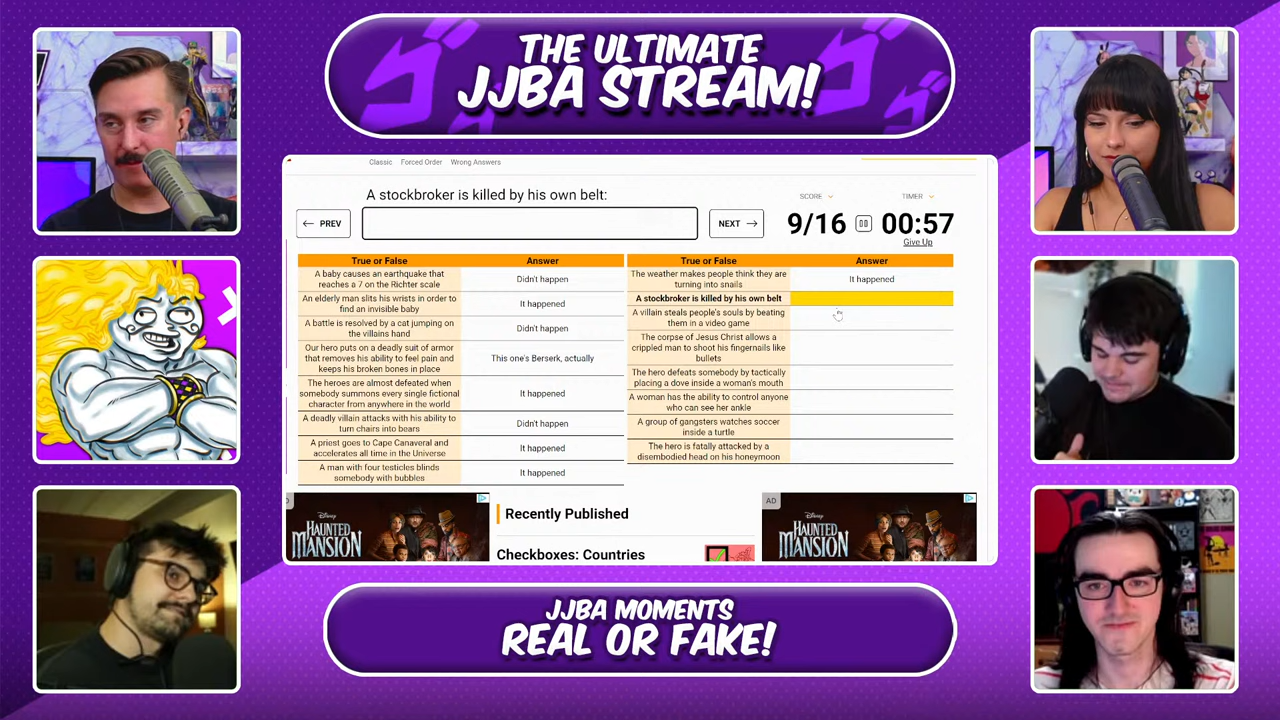 THE ULTIMATE
JJBA STREAM!
Classic Forced Order Wrong Answers
A stockbroker is killed by his own belt:
← PREV
NEXT →
SCORE
9/16
TIMER
00:57
Give Up
True or False Answer
A baby causes an earthquake that
reaches a 7 on the Richter scale
Didn't happen
An elderly man slits his wrists in order to
find an invisible baby
It happened
A battle is resolved by a cat jumping on
the villains hand
Didn't happen
Our hero puts on a deadly suit of armor
that removes his ability to feel pain and
keeps his broken bones in place
This one's Berserk, actually
The heroes are almost defeated when
somebody summons every single fictional
character from anywhere in the world
It happened
A deadly villain attacks with his ability to
turn chairs into bears
Didn't happen
A priest goes to Cape Canaveral and
accelerates all time in the Universe
It happened
A man with four testicles blinds
somebody with bubbles
It happened
True or False Answer
The weather makes people think they are
turning into snails
It happened
A stockbroker is killed by his own belt
A villain steals people's souls by beating
them in a video game
The corpse of Jesus Christ allows a
crippled man to shoot his fingernails like
bullets
The hero defeats somebody by tactically
placing a dove inside a woman's mouth
A woman has the ability to control anyone
who can see her ankle
A group of gangsters watches soccer
inside a turtle
The hero is fatally attacked by a
disembodied head on his honeymoon
Disney
HAUNTED
MANSION
Recently Published
Checkboxes: Countries
AD
Disney
HAUNTED
MANSION
JJBA MOMENTS
REAL OR FAKE!